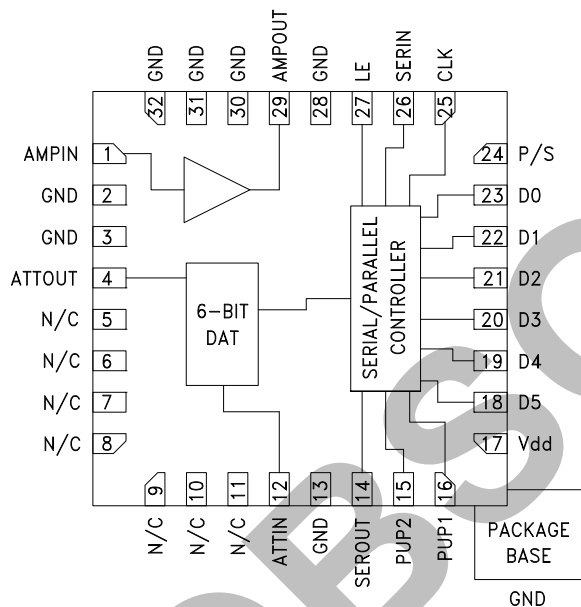 GND
GND
GND
AMPOUT
GND
LE
SERIN
CLK
32
31
30
29
28
27
26
25
AMPIN 1
GND 2
GND 3
ATTOUT 4
N/C 5
N/C 6
N/C 7
N/C 8
6-BIT
DAT
SERIAL/PARALLEL
CONTROLLER
24 P/S
23 D0
22 D1
21 D2
20 D3
19 D4
18 D5
17 Vdd
9
10
11
12
13
14
15
16
N/C
N/C
N/C
ATTIN
GND
SEROUT
PUP2
PUP1
PACKAGE
BASE
GND
OBSO